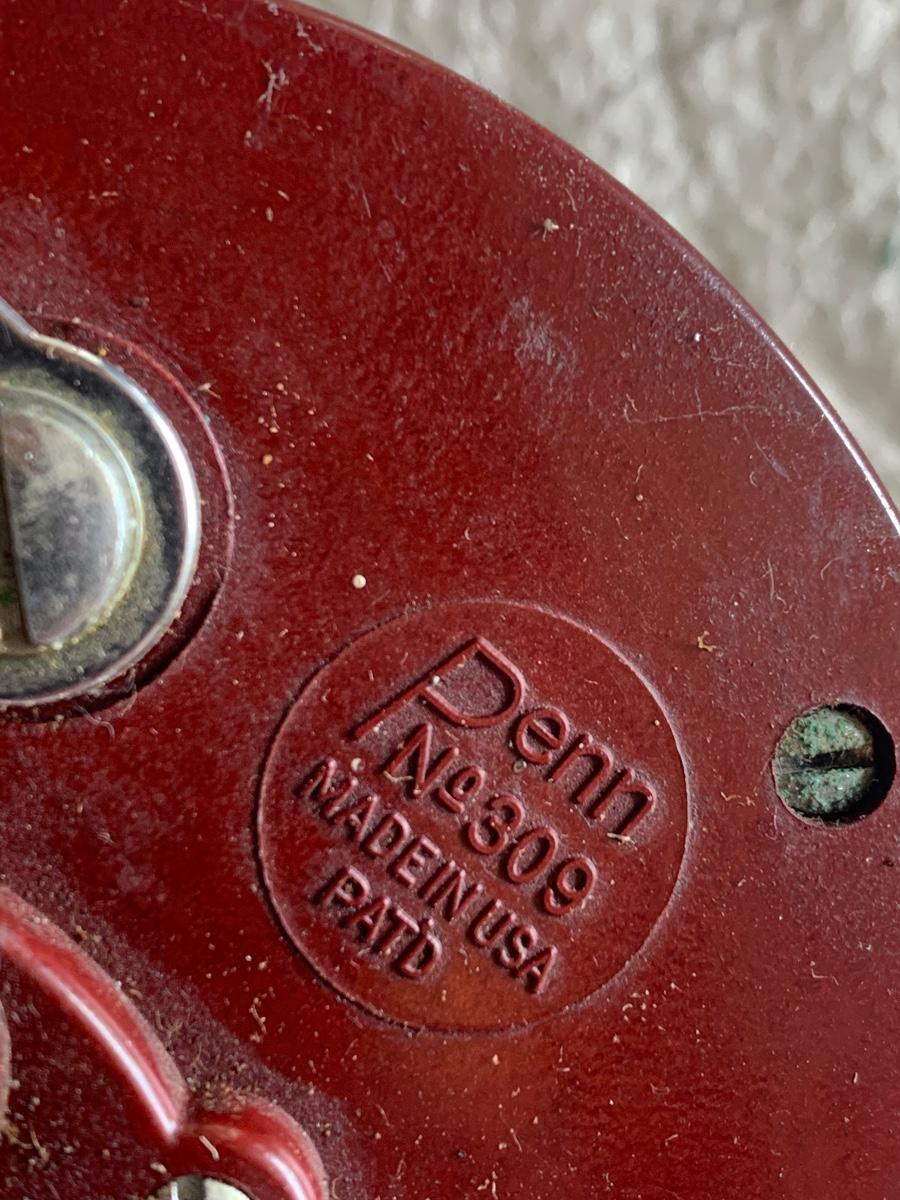 Penn
No 309
MADE IN USA
PAT'D